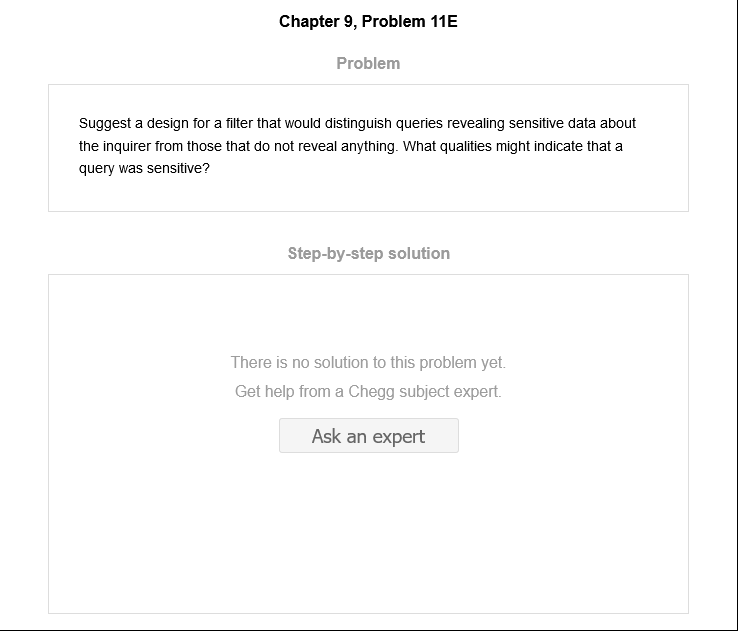 Chapter 9, Problem 11E
Problem
Suggest a design for a filter that would distinguish queries revealing sensitive data about
the inquirer from those that do not reveal anything. What qualities might indicate that a
query was sensitive?
Step-by-step solution
There is no solution to this problem yet.
Get help from a Chegg subject expert.
Ask an expert